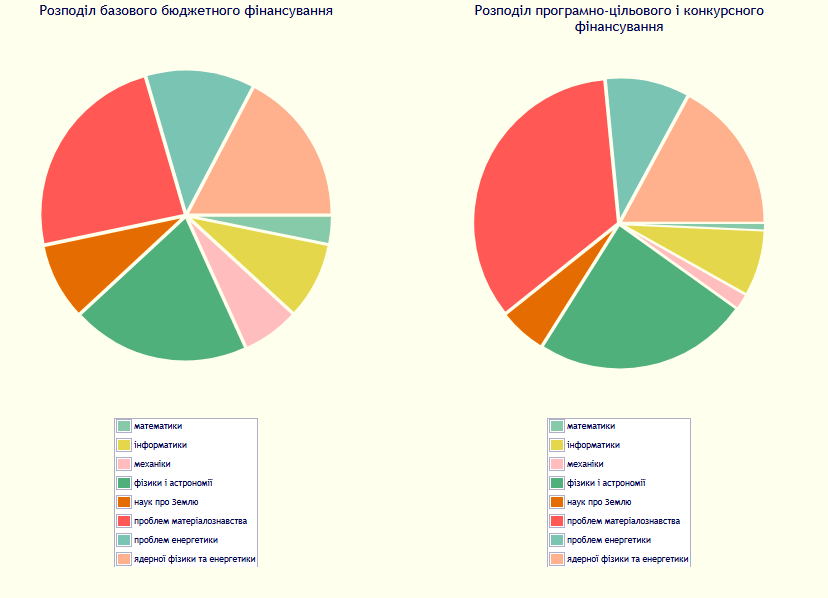 Розподіл базового бюджетного фінансування
математики
інформатики
механіки
фізики і астрономії
наук про Землю
проблем матеріалознавства
проблем енергетики
ядерної фізики та енергетики
Розподіл програмно-цільового і конкурсного
фінансування
математики
інформатики
механіки
фізики і астрономії
наук про Землю
проблем матеріалознавства
проблем енергетики
ядерної фізики та енергетики